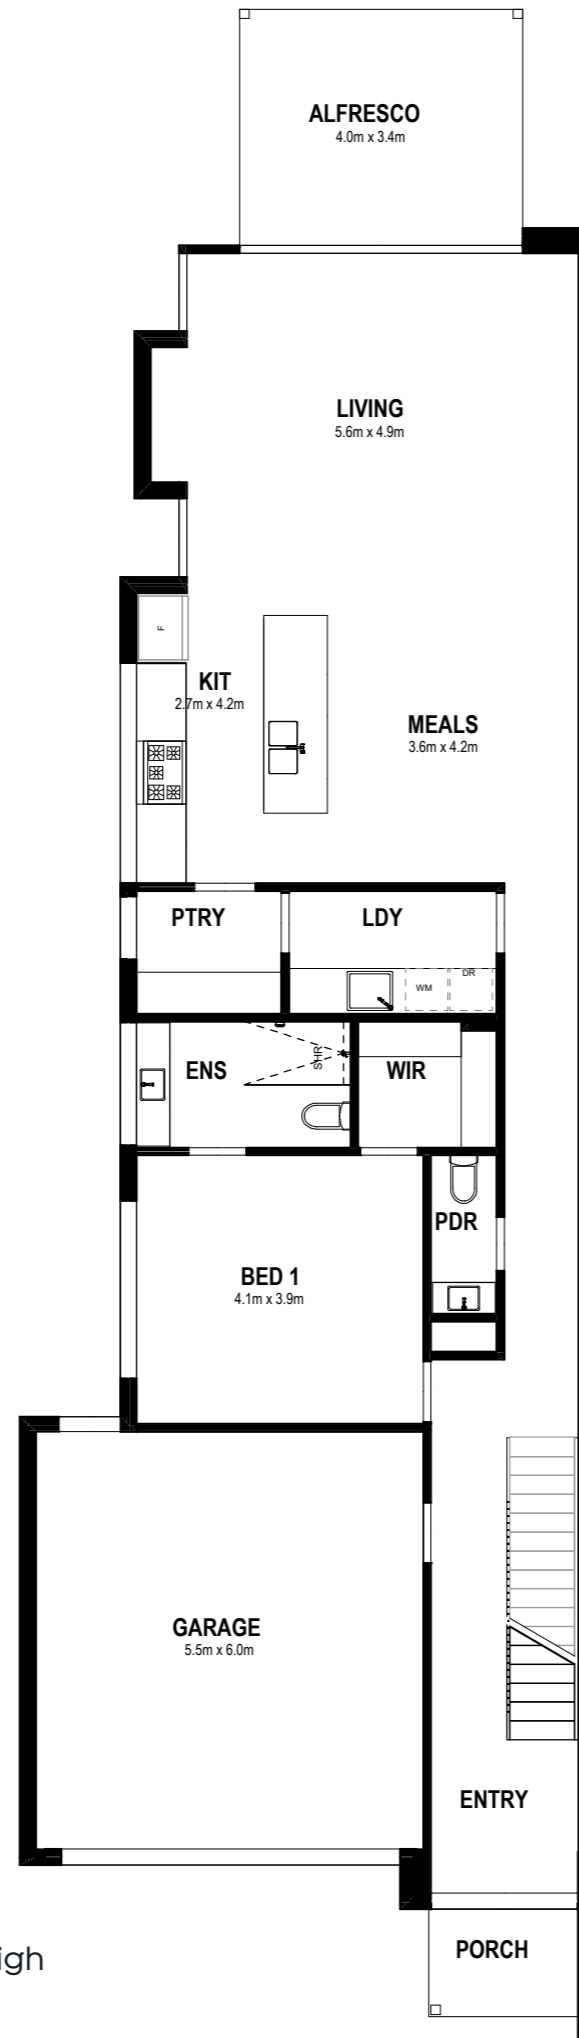 ALFRESCO
4.0m x 3.4m
LIVING
5.6m x 4.9m
F
KIT
2.7m x 4.2m
MEALS
3.6m x 4.2m
PTRY
LDY
WM
DR
ENS
SHR
WIR
PDR
BED 1
4.1m x 3.9m
GARAGE
5.5m x 6.0m
ENTRY
PORCH
igh